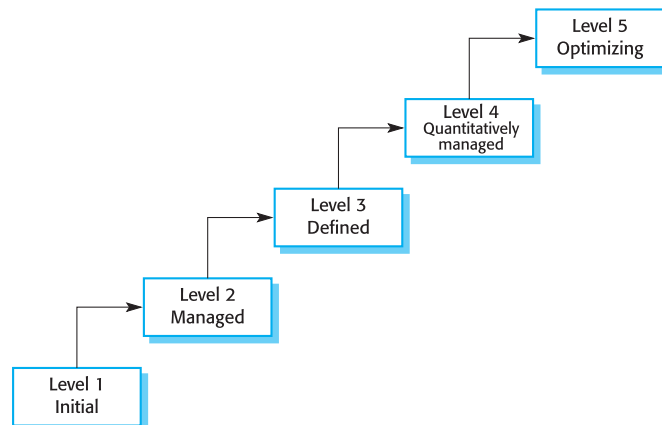 Level 5
Optimizing
Level 4
Quantitatively
managed
Level 3
Defined
Level 2
Managed
Level 1
Initial